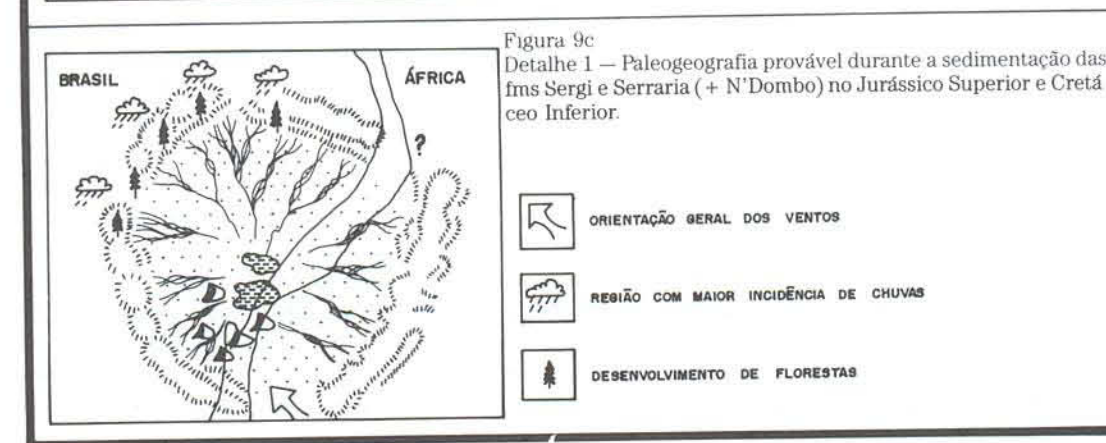 Figura 9c
Detalhe 1 — Paleogeografia provável durante a sedimentação das
fms Sergi e Serraria (+ N'Dombo) no Jurássico Superior e Cretá
ceo Inferior.
BRASIL
ÁFRICA
?
ORIENTAÇÃO GERAL DOS VENTOS
REGIÃO COM MAIOR INCIDÊNCIA DE CHUVAS
DESENVOLVIMENTO DE FLORESTAS